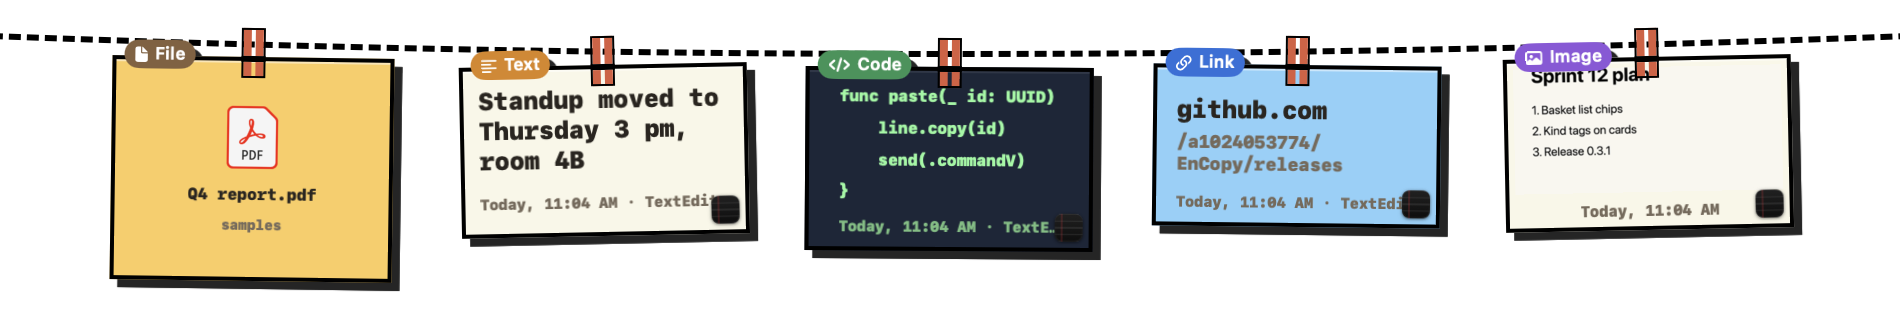 File
PDF
Q4 report.pdf
samples
Text
Standup moved to
Thursday 3 pm,
room 4B
Today, 11:04 AM · TextEdit
</> Code
func paste(_ id: UUID)
line.copy(id)
send(.commandV)
}
Today, 11:04 AM · TextE…
Link
github.com
/a1024053774/
EnCopy/releases
Today, 11:04 AM · TextEdi
Image
Sprint 12 plan
1. Basket list chips
2. Kind tags on cards
3. Release 0.3.1
Today, 11:04 AM